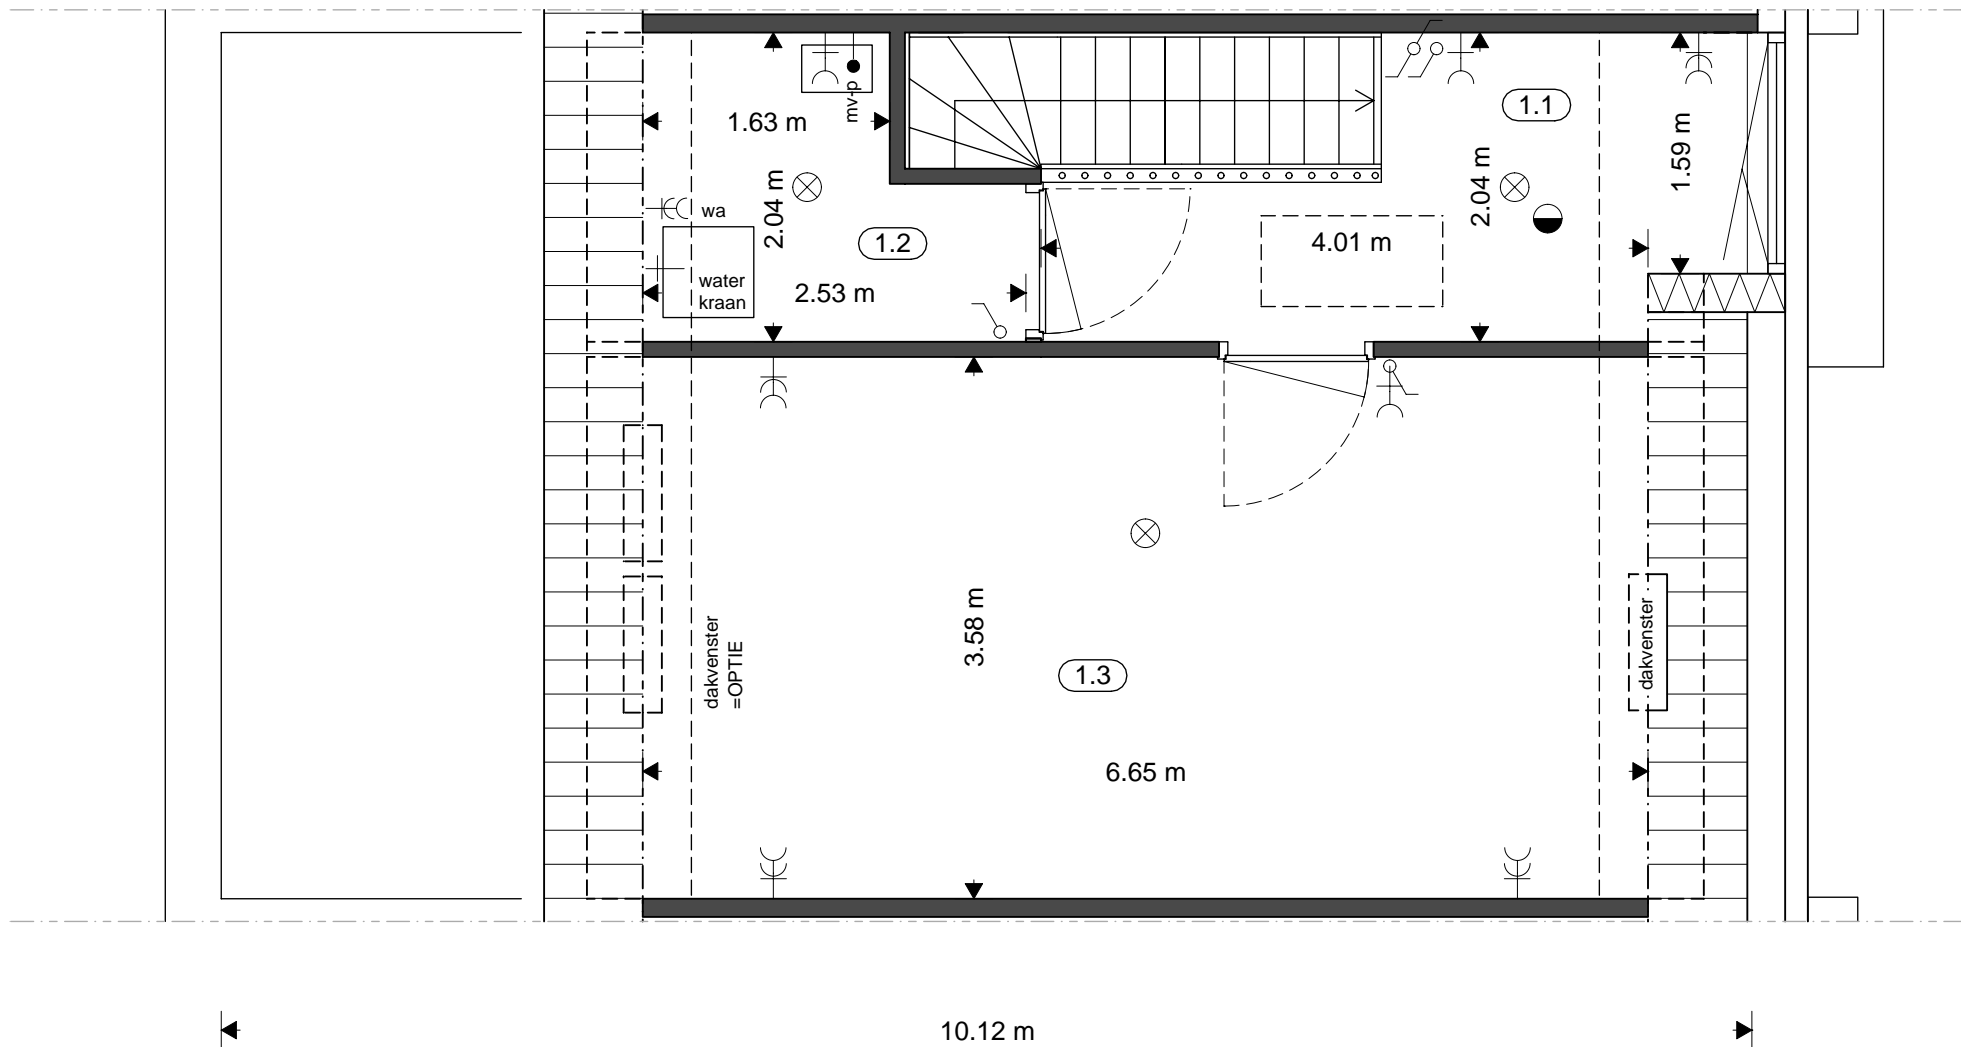 mv-p
1.63 m
1.1
1.59 m
2.04 m
2.04 m
wa
1.2
4.01 m
water
kraan
2.53 m
3.58 m
dakvenster
=OPTIE
dakvenster
1.3
6.65 m
10.12 m